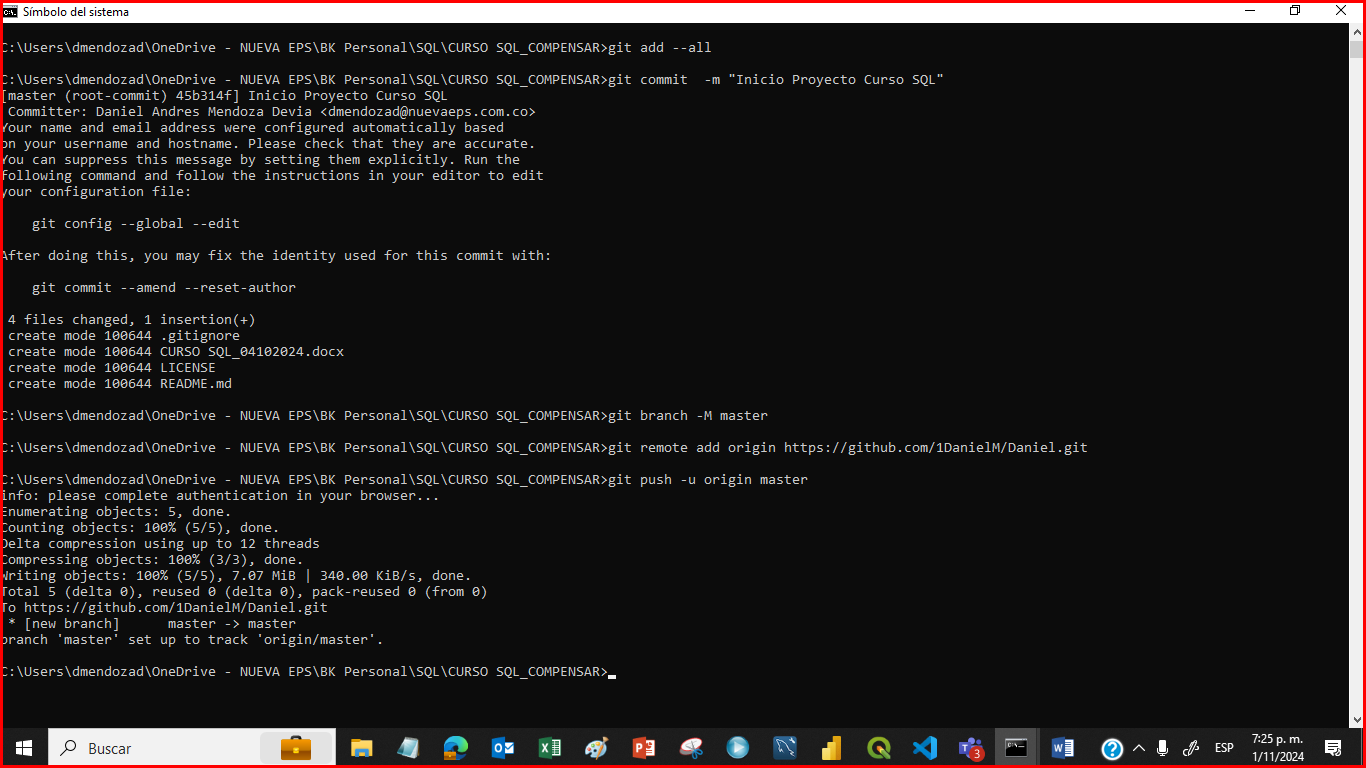 Símbolo del sistema
C:\Users\dmendozad\OneDrive - NUEVA EPS\BK Personal\SQL\CURSO SQL_COMPENSAR>git add --all
C:\Users\dmendozad\OneDrive - NUEVA EPS\BK Personal\SQL\CURSO SQL_COMPENSAR>git commit  -m "Inicio Proyecto Curso SQL"
[master (root-commit) 45b314f] Inicio Proyecto Curso SQL
 Committer: Daniel Andres Mendoza Devia <dmendozad@nuevaeps.com.co>
Your name and email address were configured automatically based
on your username and hostname. Please check that they are accurate.
You can suppress this message by setting them explicitly. Run the
following command and follow the instructions in your editor to edit
your configuration file:
    git config --global --edit
After doing this, you may fix the identity used for this commit with:
    git commit --amend --reset-author
 4 files changed, 1 insertion(+)
 create mode 100644 .gitignore
 create mode 100644 CURSO SQL_04102024.docx
 create mode 100644 LICENSE
 create mode 100644 README.md
C:\Users\dmendozad\OneDrive - NUEVA EPS\BK Personal\SQL\CURSO SQL_COMPENSAR>git branch -M master
C:\Users\dmendozad\OneDrive - NUEVA EPS\BK Personal\SQL\CURSO SQL_COMPENSAR>git remote add origin https://github.com/1DanielM/Daniel.git
C:\Users\dmendozad\OneDrive - NUEVA EPS\BK Personal\SQL\CURSO SQL_COMPENSAR>git push -u origin master
info: please complete authentication in your browser...
Enumerating objects: 5, done.
Counting objects: 100% (5/5), done.
Delta compression using up to 12 threads
Compressing objects: 100% (3/3), done.
Writing objects: 100% (5/5), 7.07 MiB | 340.00 KiB/s, done.
Total 5 (delta 0), reused 0 (delta 0), pack-reused 0 (from 0)
To https://github.com/1DanielM/Daniel.git
 * [new branch]      master -> master
branch 'master' set up to track 'origin/master'.
C:\Users\dmendozad\OneDrive - NUEVA EPS\BK Personal\SQL\CURSO SQL_COMPENSAR>
Buscar
3
ESP
7:25 p. m.
1/11/2024